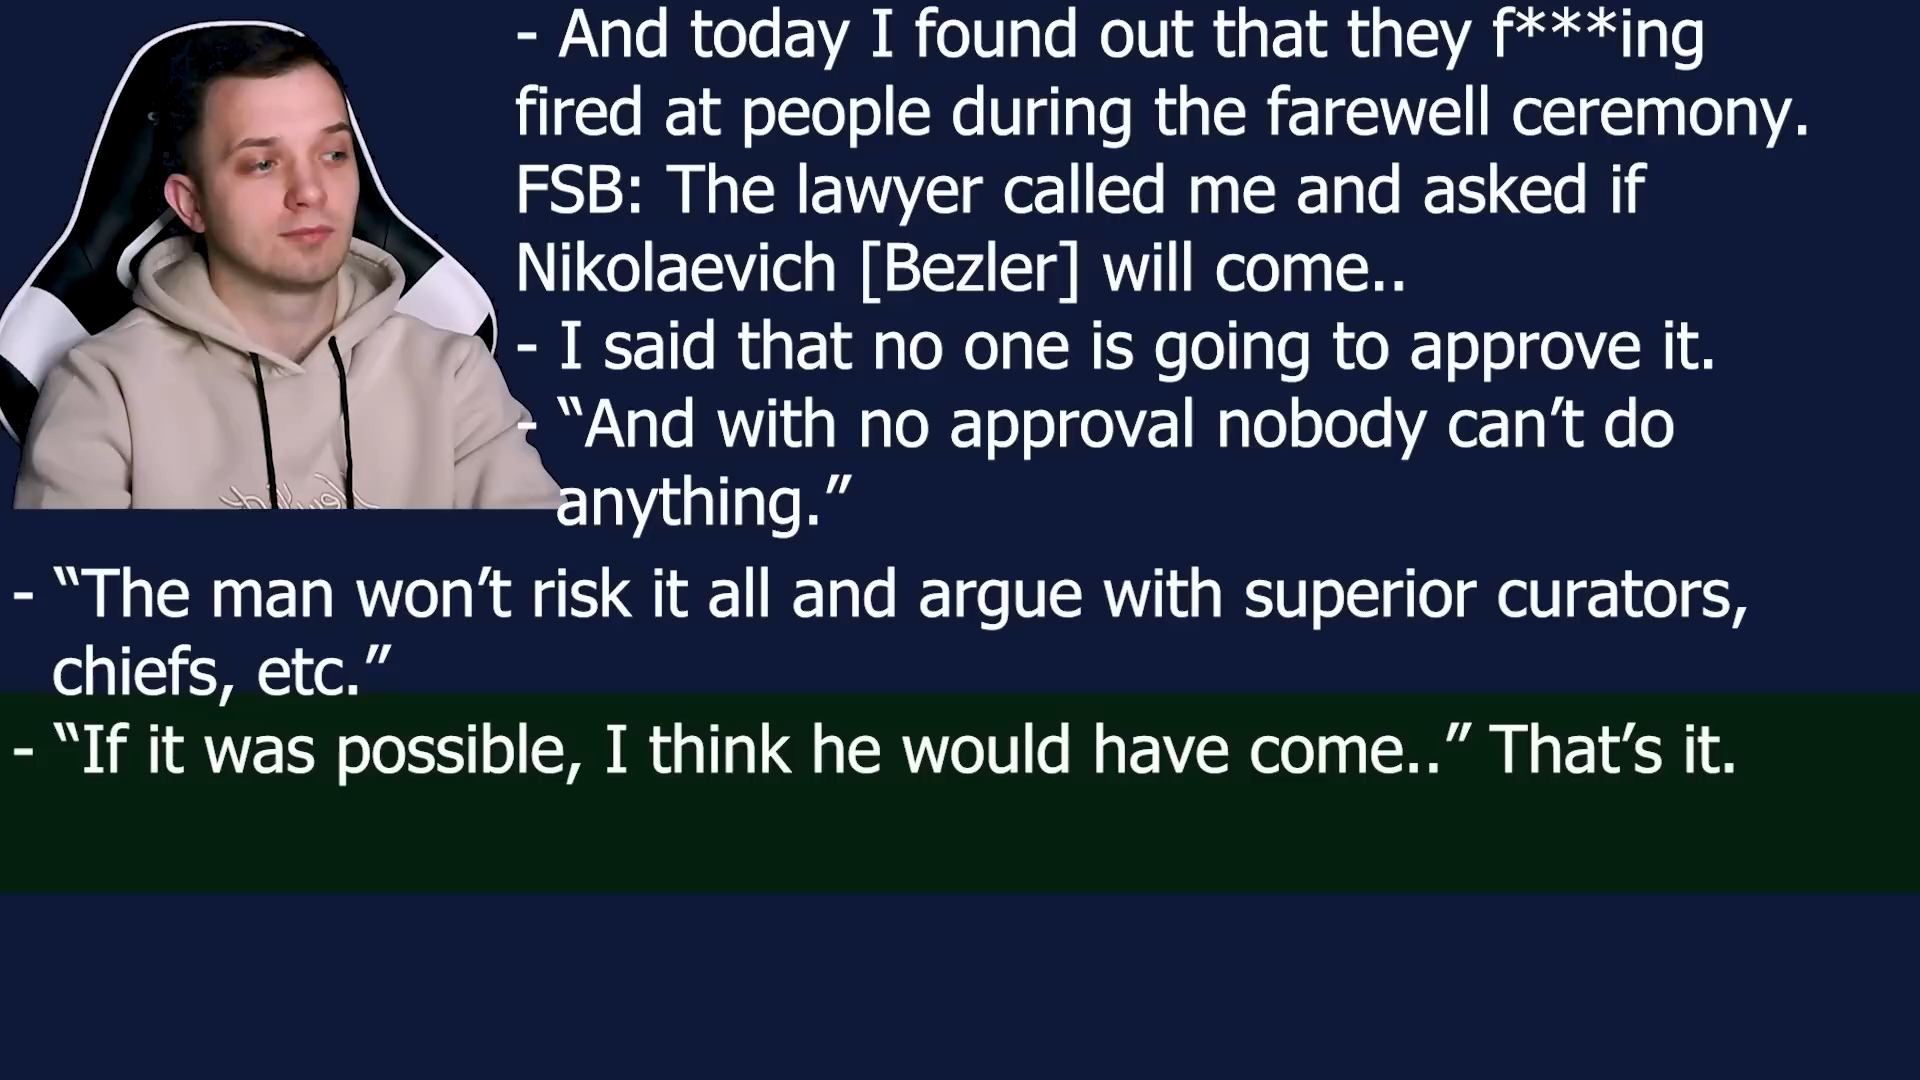 - And today I found out that they f***ing
fired at people during the farewell ceremony.
FSB: The lawyer called me and asked if
Nikolaevich [Bezler] will come..
- I said that no one is going to approve it.
- “And with no approval nobody can’t do
anything.”
- “The man won’t risk it all and argue with superior curators,
chiefs, etc.”
- “If it was possible, I think he would have come..” That’s it.